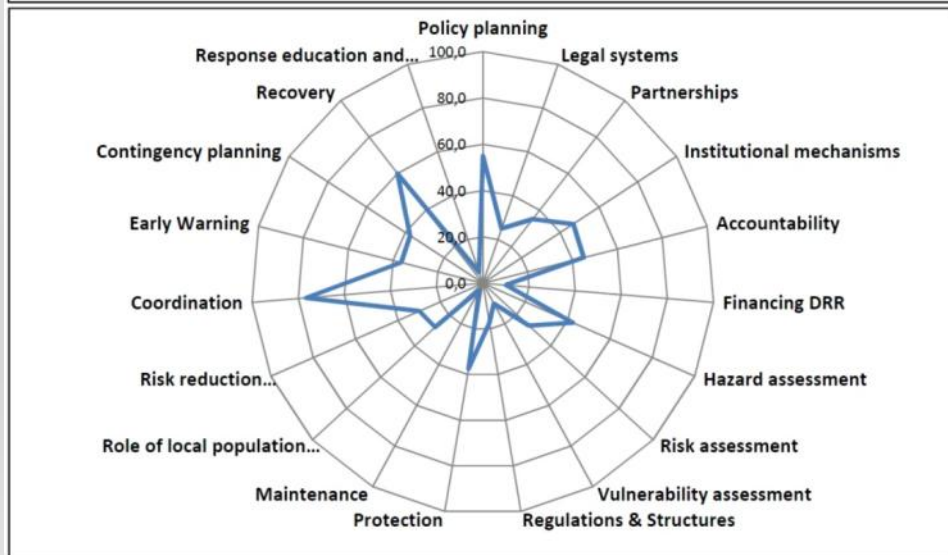 Policy planning
Legal systems
Partnerships
Institutional mechanisms
Accountability
Financing DRR
Hazard assessment
Risk assessment
Vulnerability assessment
Regulations & Structures
Protection
Maintenance
Role of local population...
Risk reduction...
Coordination
Early Warning
Contingency planning
Recovery
Response education and...
100,0
80,0
60,0
40,0
20,0
0,0